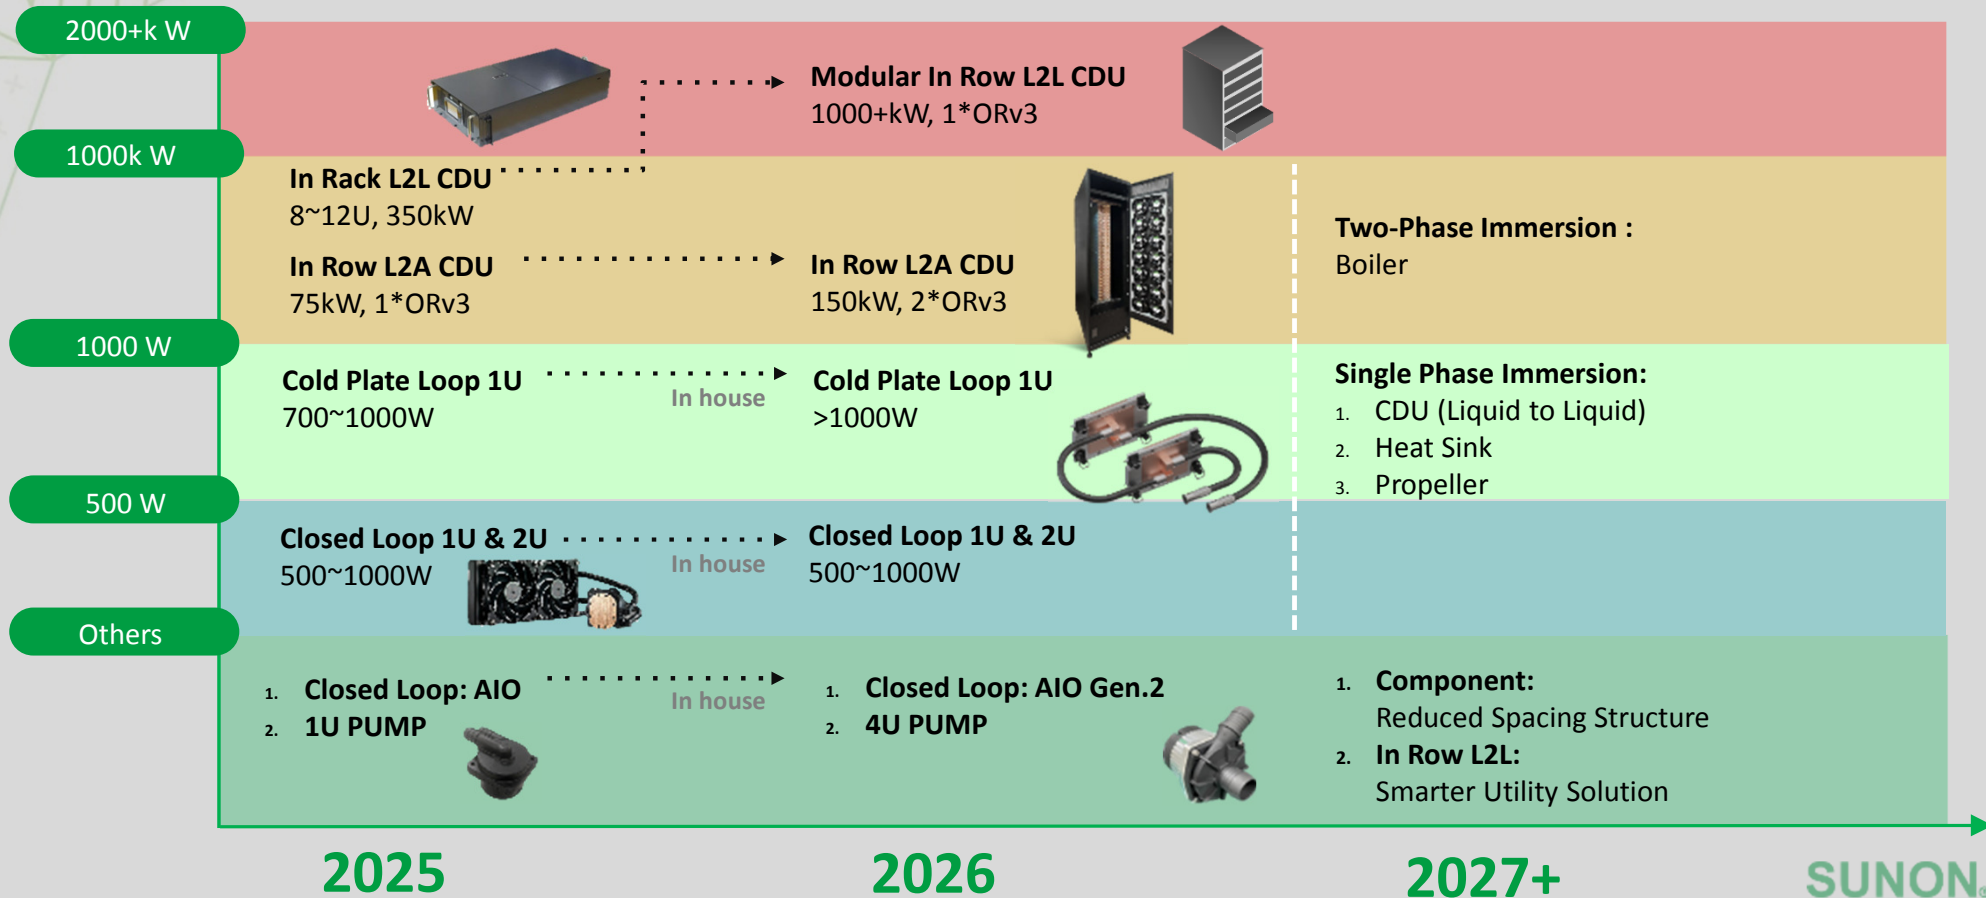 2000+k W
Modular In Row L2L CDU
1000+kW, 1*ORv3
1000k W
In Rack L2L CDU
8~12U, 350kW
In Row L2A CDU
75kW, 1*ORv3
In Row L2A CDU
150kW, 2*ORv3
Two-Phase Immersion :
Boiler
1000 W
Cold Plate Loop 1U
700~1000W
In house
Cold Plate Loop 1U
>1000W
Single Phase Immersion:
1. CDU (Liquid to Liquid)
2. Heat Sink
3. Propeller
500 W
Closed Loop 1U & 2U
500~1000W
In house
Closed Loop 1U & 2U
500~1000W
Others
1. Closed Loop: AIO
2. 1U PUMP
In house
1. Closed Loop: AIO Gen.2
2. 4U PUMP
1. Component:
Reduced Spacing Structure
2. In Row L2L:
Smarter Utility Solution
2025
2026
2027+
SUNON®